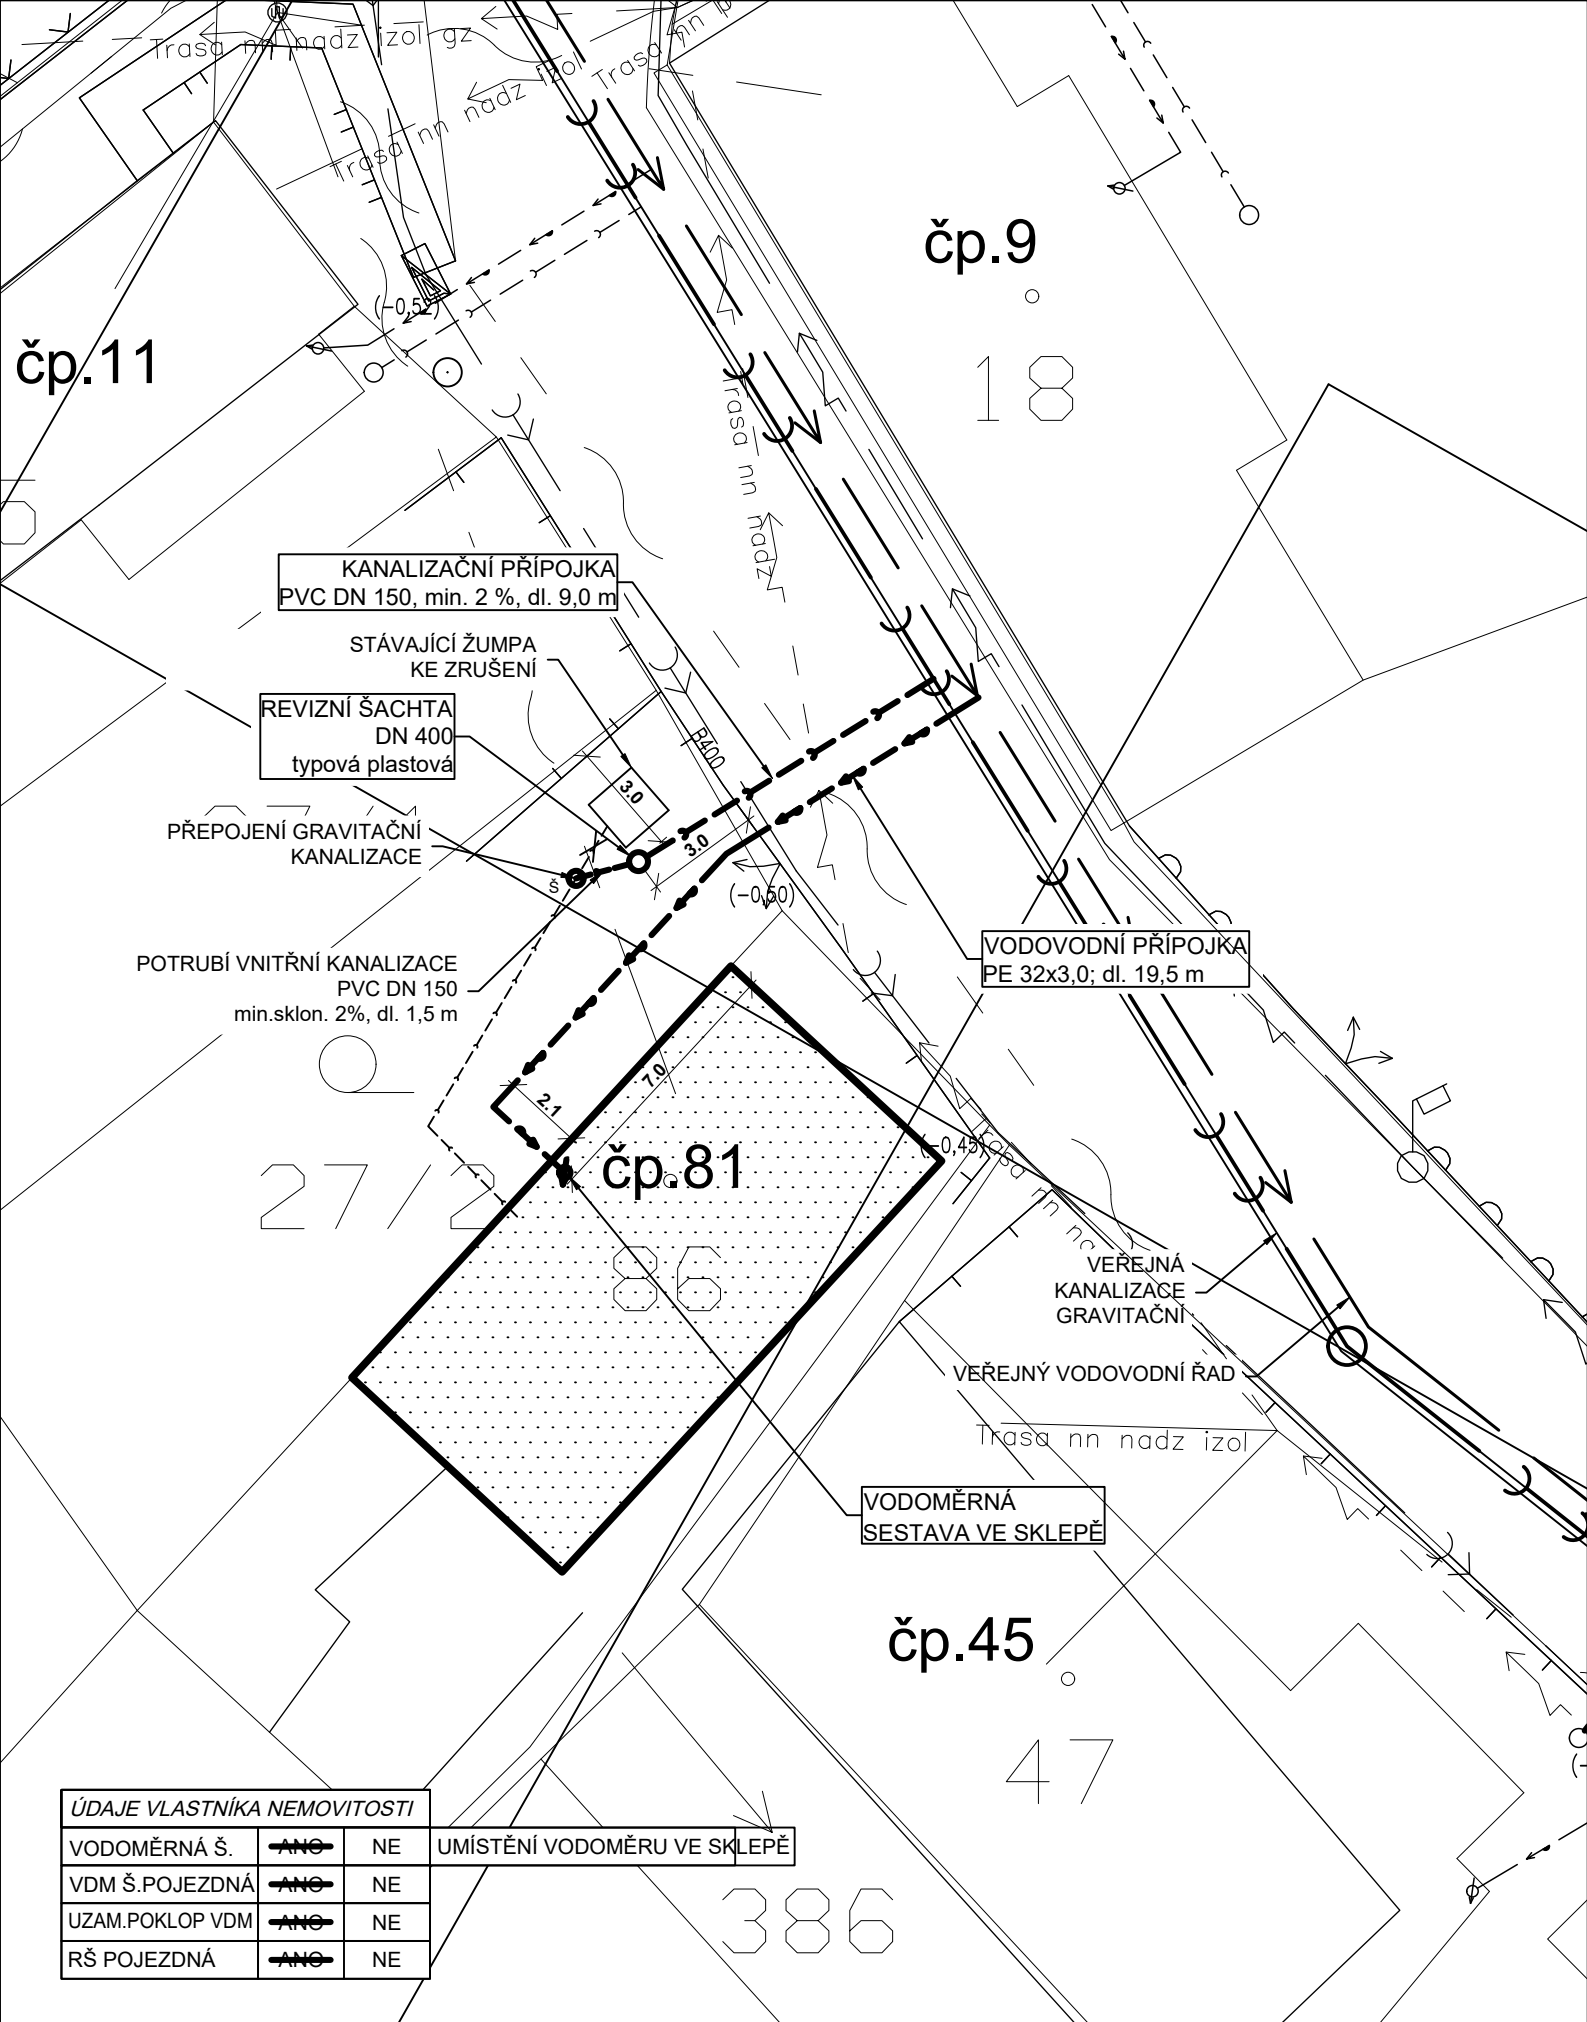 Trasa nn nadz izol gz
Trasa nn nadz izol
Trasa nn
čp.9
(-0,52)
čp.11
18
Trasa nn nadz
KANALIZAČNÍ PŘÍPOJKA
PVC DN 150, min. 2 %, dl. 9,0 m
STÁVAJÍCÍ ŽUMPA
KE ZRUŠENÍ
REVIZNÍ ŠACHTA
DN 400
typová plastová
B400
3.0
PŘEPOJENÍ GRAVITAČNÍ
KANALIZACE
3.0
Š
(-0,50)
VODOVODNÍ PŘÍPOJKA
PE 32x3,0; dl. 19,5 m
POTRUBÍ VNITŘNÍ KANALIZACE
PVC DN 150
min.sklon. 2%, dl. 1,5 m
7.0
2.1
čp.81
(-0,45)
Trasa nn na
27/2
86
VEŘEJNÁ
KANALIZACE
GRAVITAČNÍ
VEŘEJNÝ VODOVODNÍ ŘAD
Trasa nn nadz izol
VODOMĚRNÁ
SESTAVA VE SKLEPĚ
čp.45
47
ÚDAJE VLASTNÍKA NEMOVITOSTI
VODOMĚRNÁ Š. ANO NE UMÍSTĚNÍ VODOMĚRU VE SKLEPĚ
VDM Š.POJEZDNÁ ANO NE
UZAM.POKLOP VDM ANO NE
RŠ POJEZDNÁ ANO NE
386